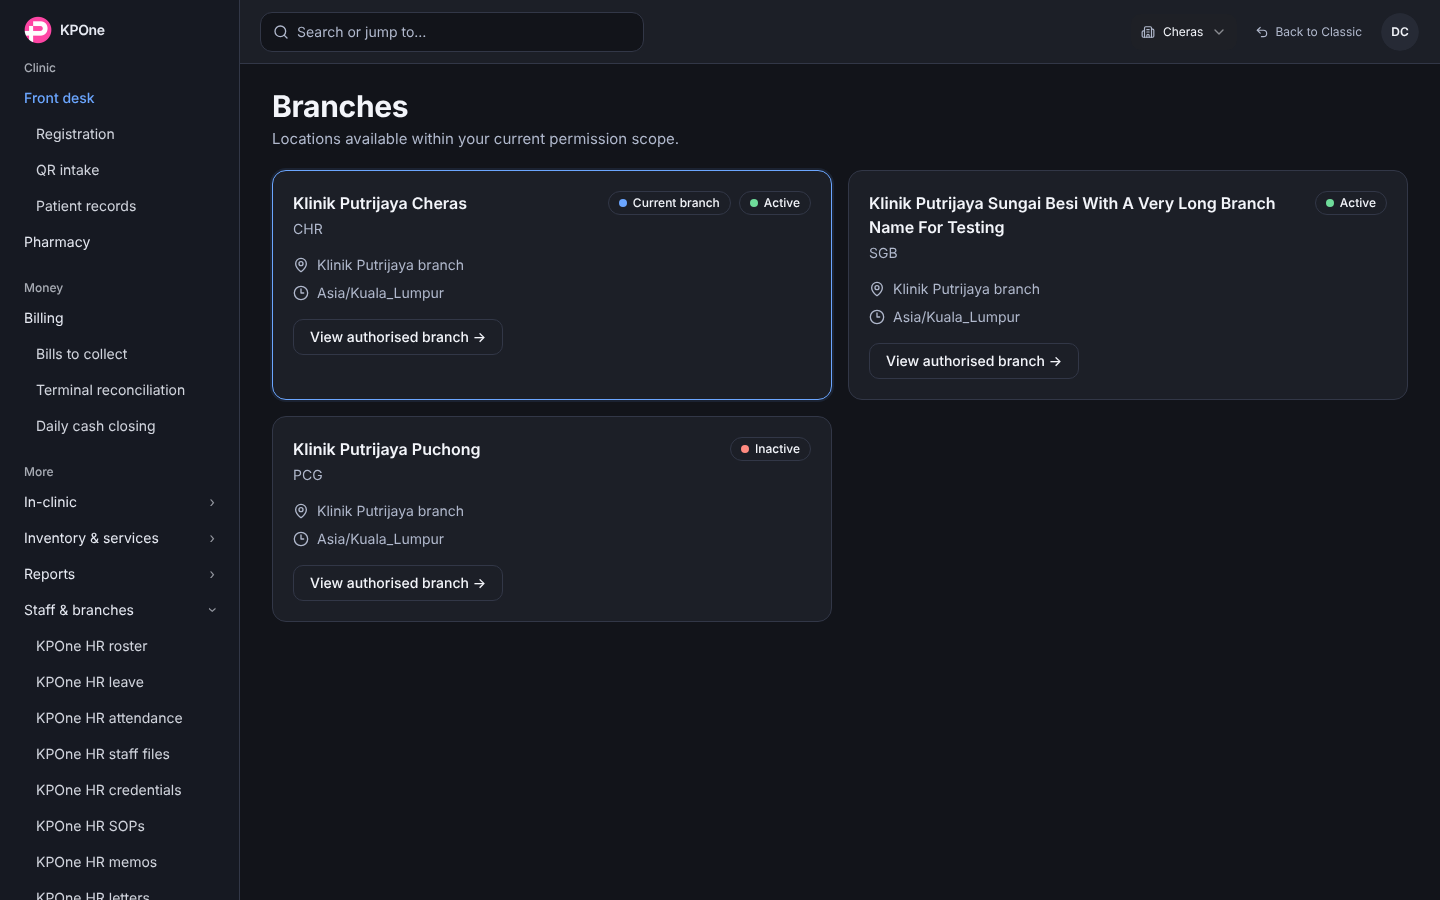 KPOne
Clinic
Front desk
Registration
QR intake
Patient records
Pharmacy
Money
Billing
Bills to collect
Terminal reconciliation
Daily cash closing
More
In-clinic
Inventory & services
Reports
Staff & branches
KPOne HR roster
KPOne HR leave
KPOne HR attendance
KPOne HR staff files
KPOne HR credentials
KPOne HR SOPs
KPOne HR memos
KPOne HR letters
Search or jump to...
Cheras
Back to Classic
DC
Branches
Locations available within your current permission scope.
Klinik Putrijaya Cheras
Current branch
Active
CHR
Klinik Putrijaya branch
Asia/Kuala_Lumpur
View authorised branch →
Klinik Putrijaya Sungai Besi With A Very Long Branch
Name For Testing
Active
SGB
Klinik Putrijaya branch
Asia/Kuala_Lumpur
View authorised branch →
Klinik Putrijaya Puchong
Inactive
PCG
Klinik Putrijaya branch
Asia/Kuala_Lumpur
View authorised branch →